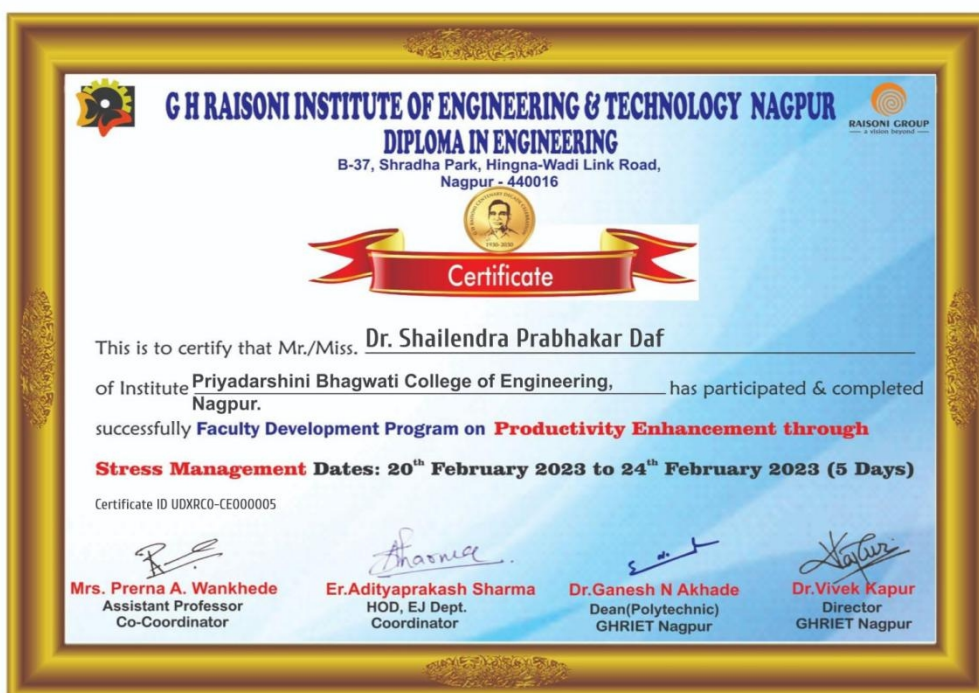 G H RAISONI INSTITUTE OF ENGINEERING & TECHNOLOGY NAGPUR
RAISONI GROUP
a vision beyond
DIPLOMA IN ENGINEERING
B-37, Shradha Park, Hingna-Wadi Link Road,
Nagpur - 440016
1930-2030
Certificate
This is to certify that Mr./Miss. Dr. Shailendra Prabhakar Daf
of Institute Priyadarshini Bhagwati College of Engineering, has participated & completed
Nagpur.
successfully Faculty Development Program on Productivity Enhancement through
Stress Management Dates: 20th February 2023 to 24th February 2023 (5 Days)
Certificate ID UDXRCO-CE000005
Sharma
Mrs. Prerna A. Wankhede Er.Adityaprakash Sharma Dr.Ganesh N Akhade Dr.Vivek Kapur
Assistant Professor HOD, EJ Dept. Dean(Polytechnic) Director
Co-Coordinator Coordinator GHRIET Nagpur GHRIET Nagpur